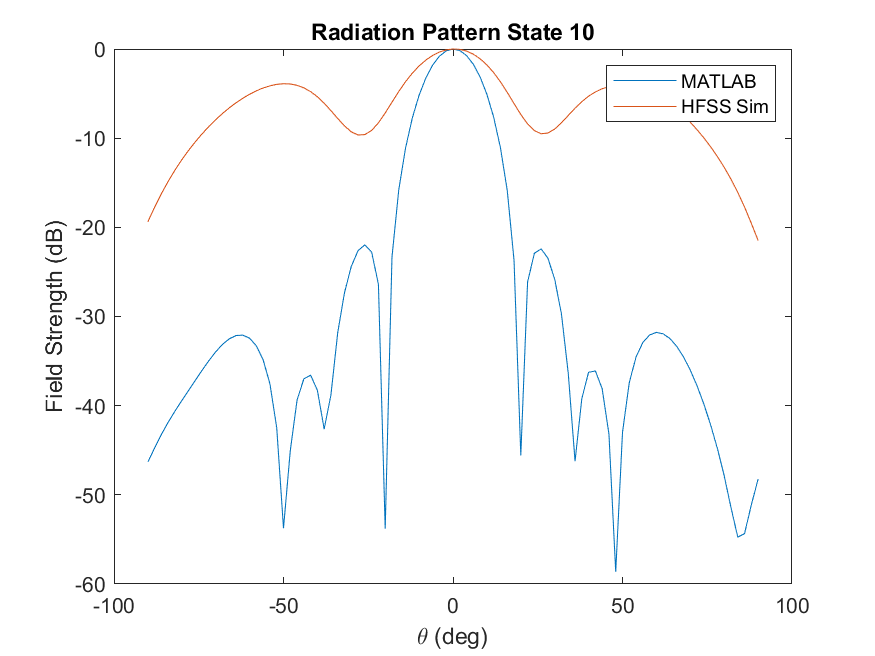 Radiation Pattern State 10
MATLAB
HFSS Sim
Field Strength (dB)
0
-10
-20
-30
-40
-50
-60
-100
-50
0
50
100
θ (deg)